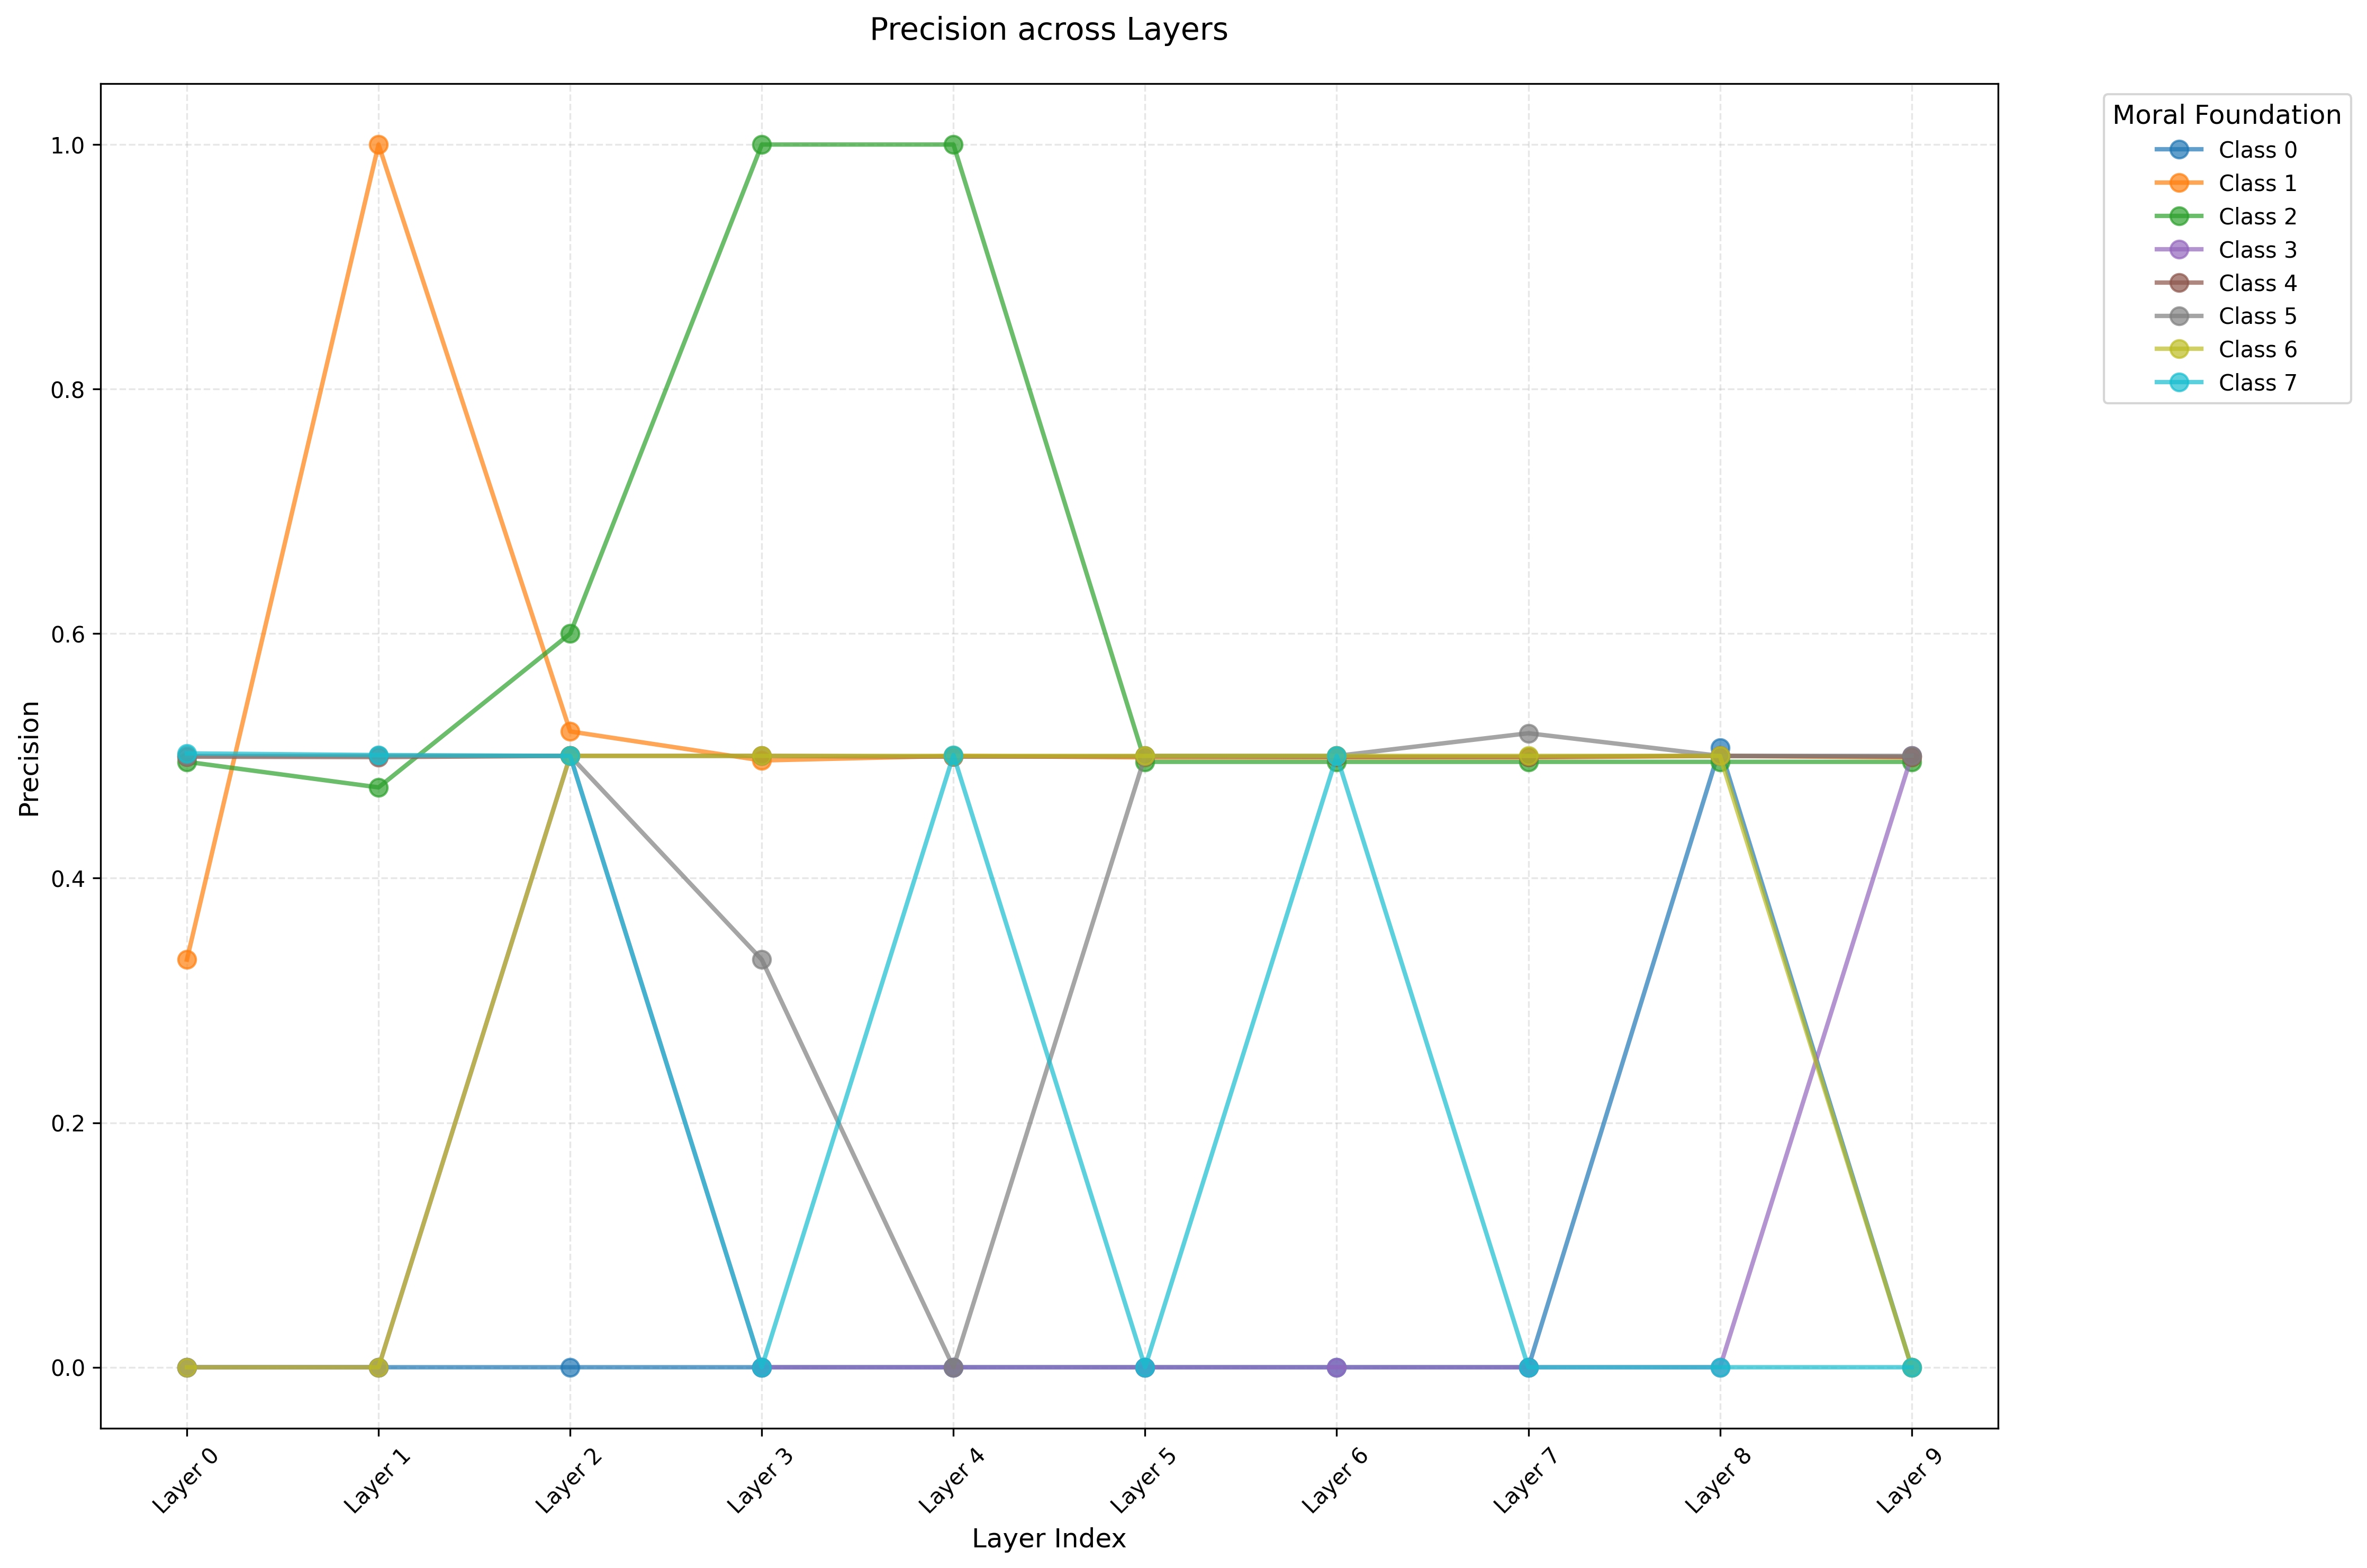 Precision across Layers
Moral Foundation
Class 0
Class 1
Class 2
Class 3
Class 4
Class 5
Class 6
Class 7
Precision
1.0
0.8
0.6
0.4
0.2
0.0
Layer 0
Layer 1
Layer 2
Layer 3
Layer 4
Layer 5
Layer 6
Layer 7
Layer 8
Layer 9
Layer Index